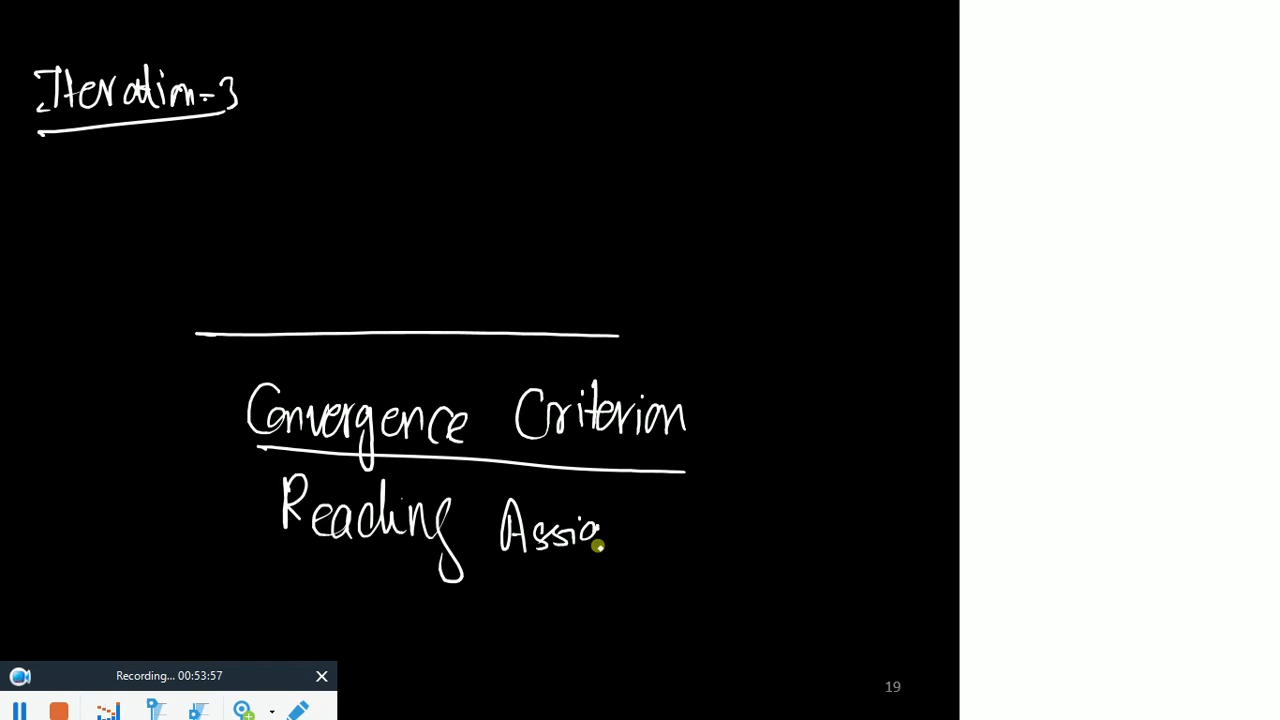 Iteration-3
Convergence Criterion
Reading Assig
Recording... 00:53:57
19